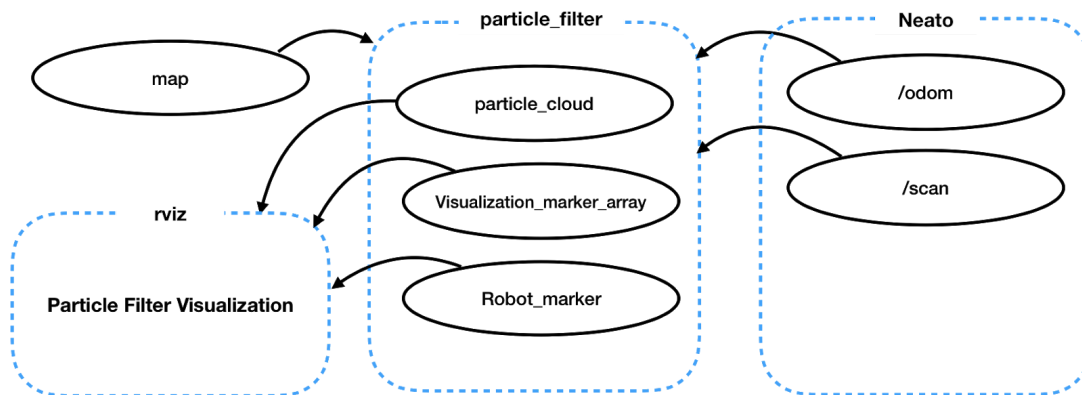 particle_filter
Neato
map
particle_cloud
/odom
Visualization_marker_array
/scan
rviz
Particle Filter Visualization
Robot_marker